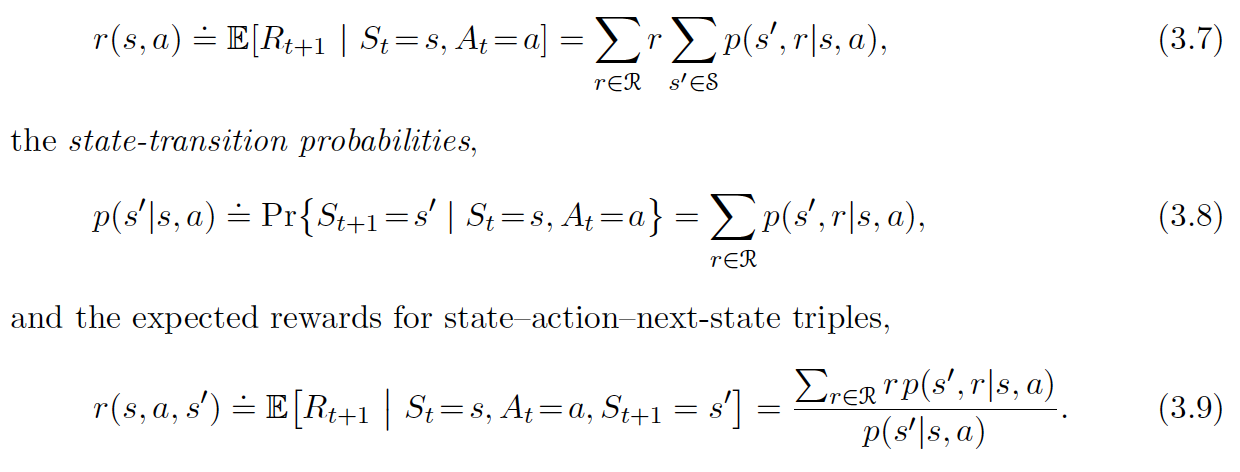 r(s, a) ≐ 𝔼[R_{t+1} | S_t = s, A_t = a] = ∑_{r∈ℛ} r ∑_{s′∈𝒮} p(s′, r|s, a), (3.7)
the state-transition probabilities,
p(s′|s, a) ≐ Pr{S_{t+1} = s′ | S_t = s, A_t = a} = ∑_{r∈ℛ} p(s′, r|s, a), (3.8)
and the expected rewards for state–action–next-state triples,
r(s, a, s′) ≐ 𝔼[R_{t+1} | S_t = s, A_t = a, S_{t+1} = s′] = ∑_{r∈ℛ} r p(s′, r|s, a) / p(s′|s, a). (3.9)